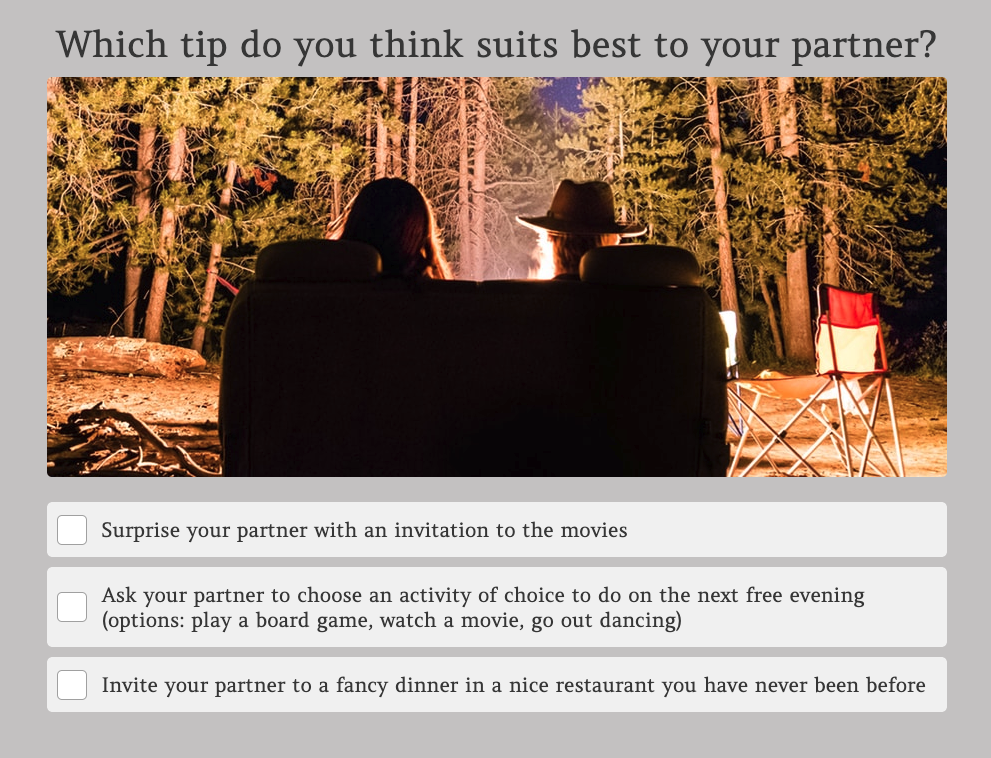 Which tip do you think suits best to your partner?
Surprise your partner with an invitation to the movies
Ask your partner to choose an activity of choice to do on the next free evening
(options: play a board game, watch a movie, go out dancing)
Invite your partner to a fancy dinner in a nice restaurant you have never been before